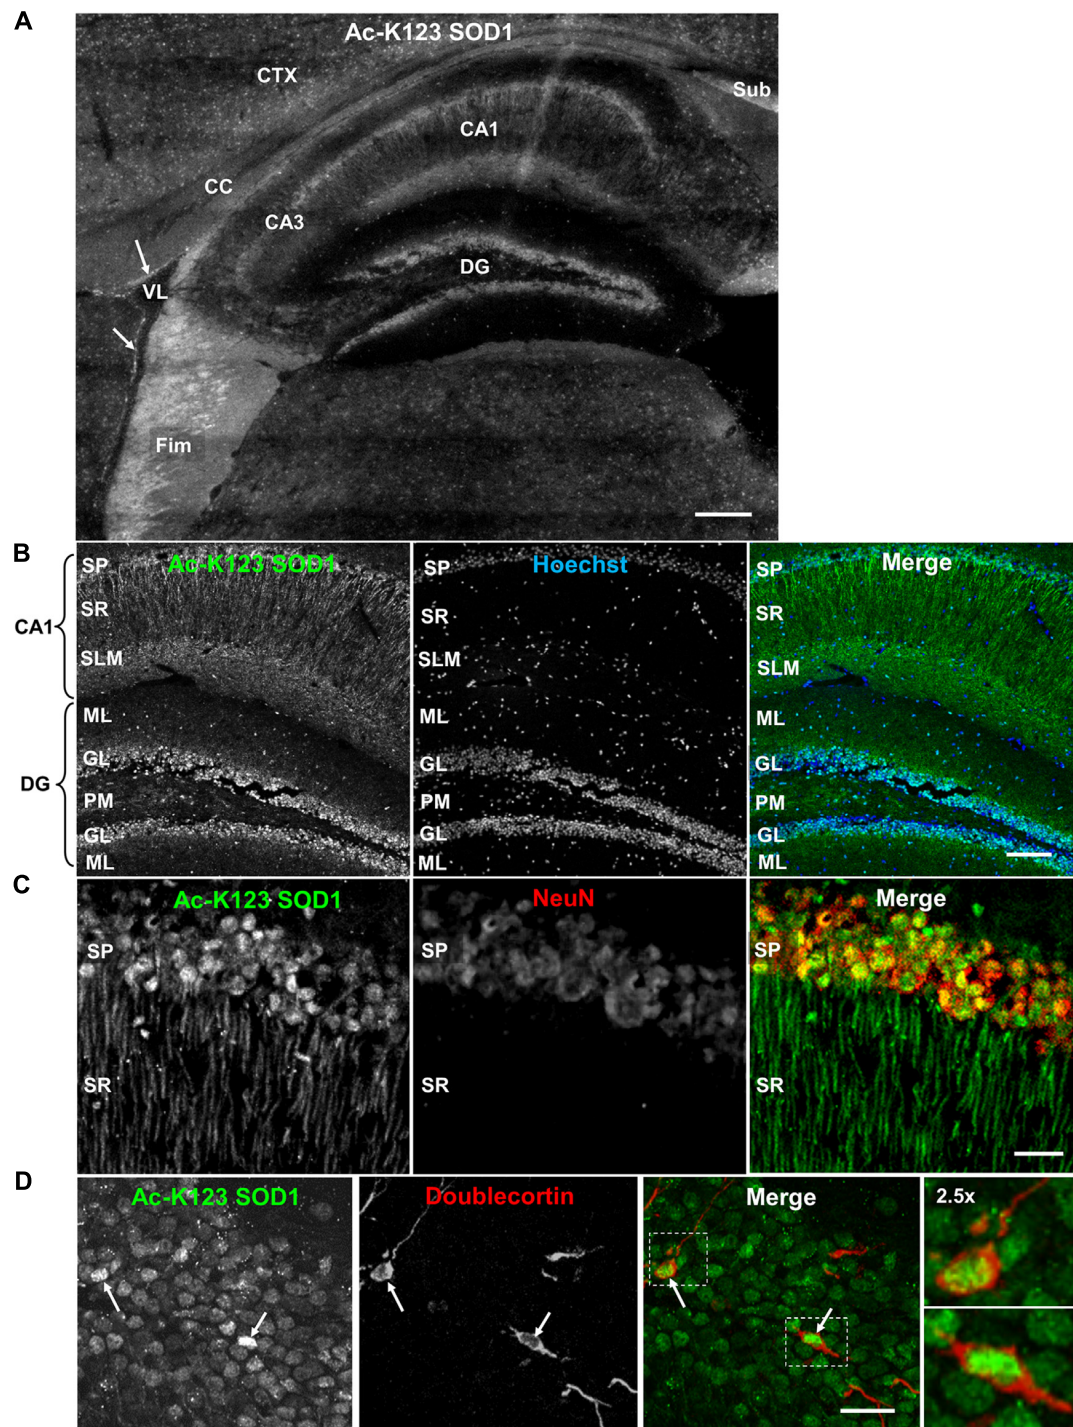 A
Ac-K123 SOD1
CTX
Sub
CA1
CC
CA3
DG
VL
Fim
B
Ac-K123 SOD1
Hoechst
Merge
SP
SP
SP
SR
SR
SR
CA1
SLM
SLM
SLM
ML
ML
ML
GL
GL
GL
DG
PM
PM
PM
GL
GL
GL
ML
ML
ML
C
Ac-K123 SOD1
NeuN
Merge
SP
SP
SP
SR
SR
SR
D
Ac-K123 SOD1
Doublecortin
Merge
2.5x